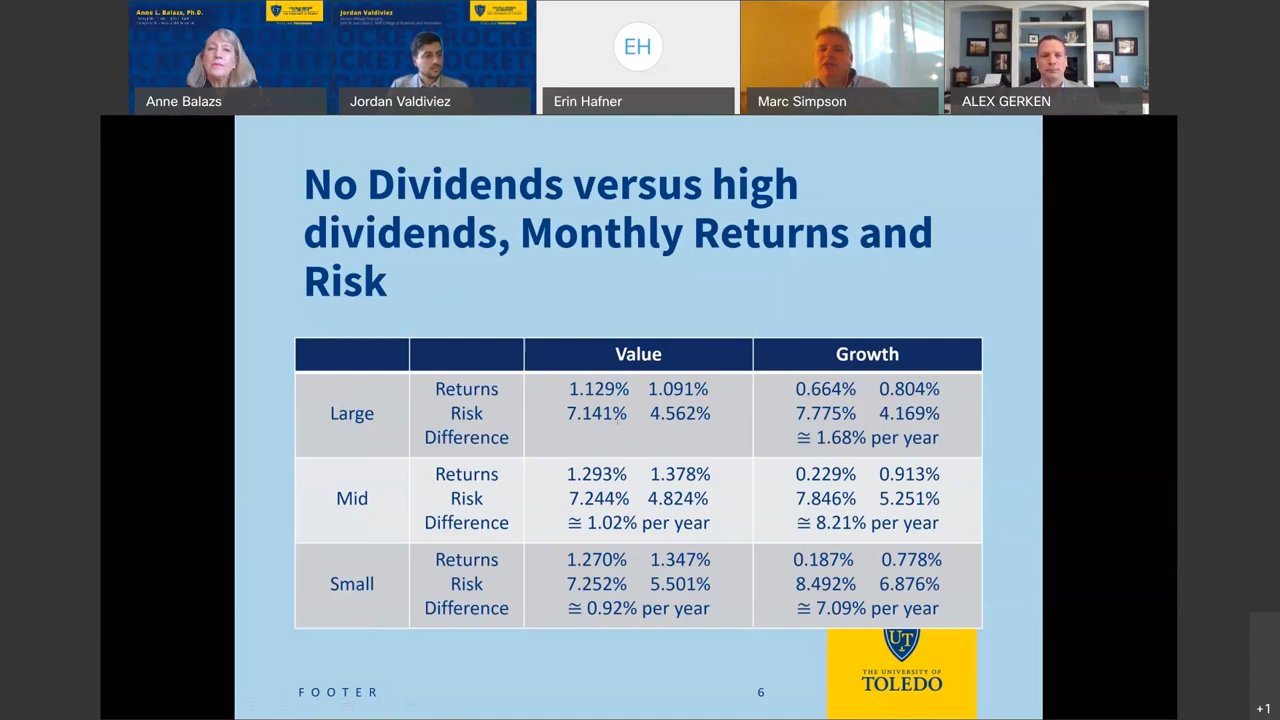 Anne L. Balazs, Ph.D.
Jordan Valdiviez
EH
Anne Balazs
Jordan Valdiviez
Erin Hafner
Marc Simpson
ALEX GERKEN
No Dividends versus high
dividends, Monthly Returns and
Risk
Value Growth
Large
Returns 1.129% 1.091% 0.664% 0.804%
Risk 7.141% 4.562% 7.775% 4.169%
Difference ≅ 1.68% per year
Mid
Returns 1.293% 1.378% 0.229% 0.913%
Risk 7.244% 4.824% 7.846% 5.251%
Difference ≅ 1.02% per year ≅ 8.21% per year
Small
Returns 1.270% 1.347% 0.187% 0.778%
Risk 7.252% 5.501% 8.492% 6.876%
Difference ≅ 0.92% per year ≅ 7.09% per year
UT
THE UNIVERSITY OF
TOLEDO
FOOTER
6
+1